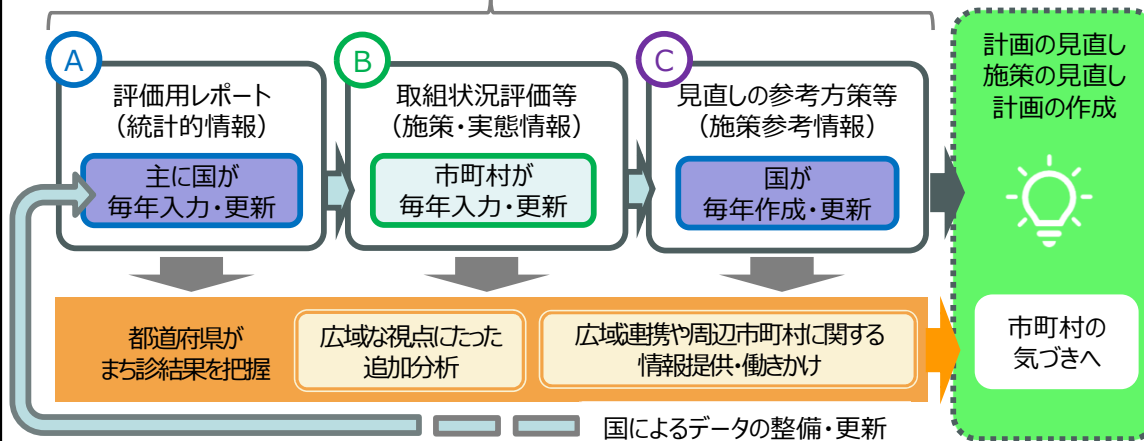 A
評価用レポート
（統計的情報）
主に国が
毎年入力・更新
B
取組状況評価等
（施策・実態情報）
市町村が
毎年入力・更新
C
見直しの参考方策等
（施策参考情報）
国が
毎年作成・更新
計画の見直し
施策の見直し
計画の作成
都道府県が
まち診結果を把握
広域な視点にたった
追加分析
広域連携や周辺市町村に関する
情報提供・働きかけ
市町村の
気づきへ
国によるデータの整備・更新